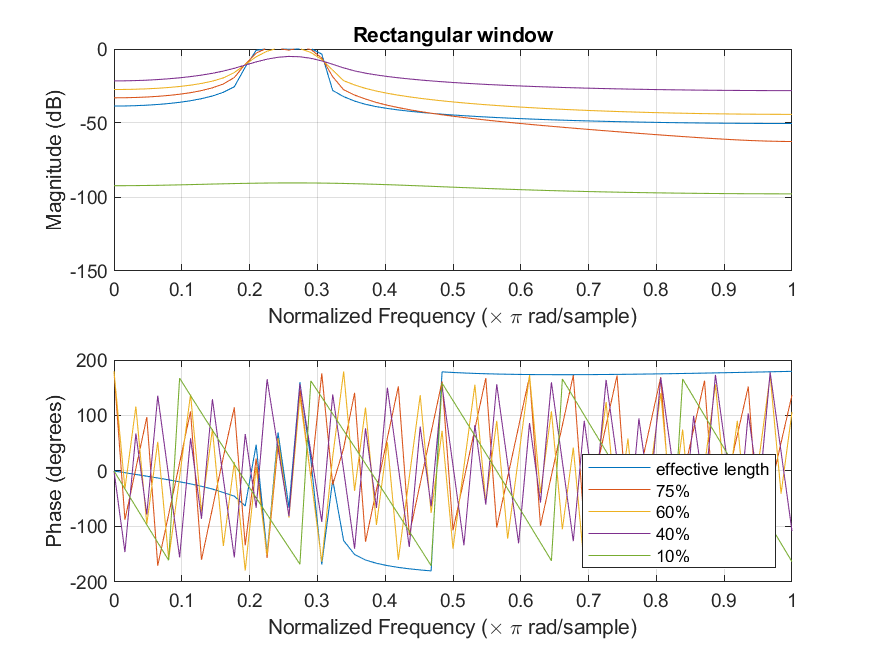 Rectangular window
0
-50
-100
-150
Magnitude (dB)
0 0.1 0.2 0.3 0.4 0.5 0.6 0.7 0.8 0.9 1
Normalized Frequency (× π rad/sample)
200
100
0
-100
-200
Phase (degrees)
effective length
75%
60%
40%
10%
0 0.1 0.2 0.3 0.4 0.5 0.6 0.7 0.8 0.9 1
Normalized Frequency (× π rad/sample)